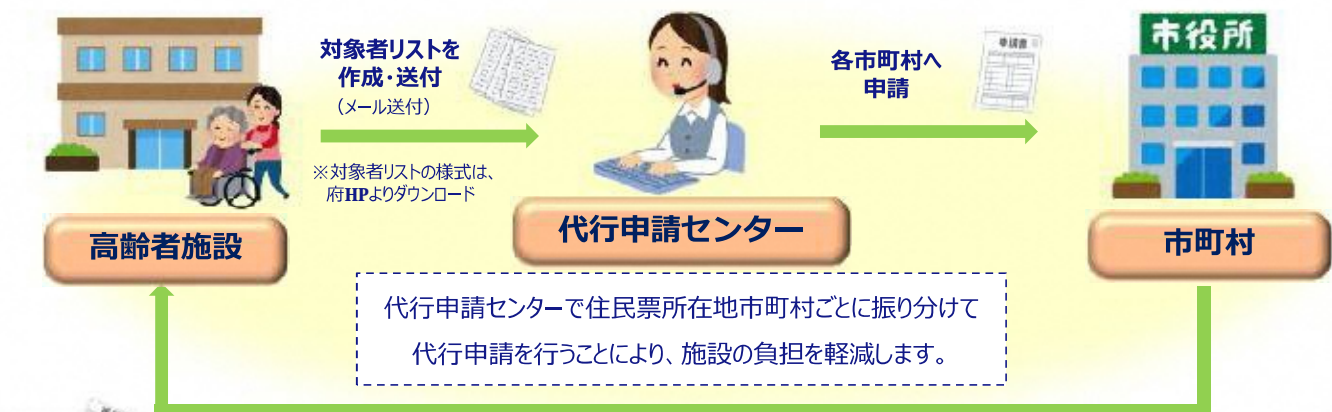 対象者リストを
作成・送付
（メール送付）
※対象者リストの様式は、
府HPよりダウンロード
申請書
各市町村へ
申請
市役所
高齢者施設
代行申請センター
市町村
代行申請センターで住民票所在地市町村ごとに振り分けて
代行申請を行うことにより、施設の負担を軽減します。